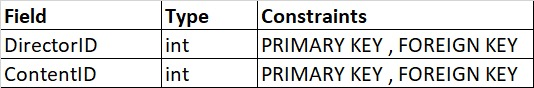 Field Type Constraints
DirectorID int PRIMARY KEY , FOREIGN KEY
ContentID int PRIMARY KEY , FOREIGN KEY